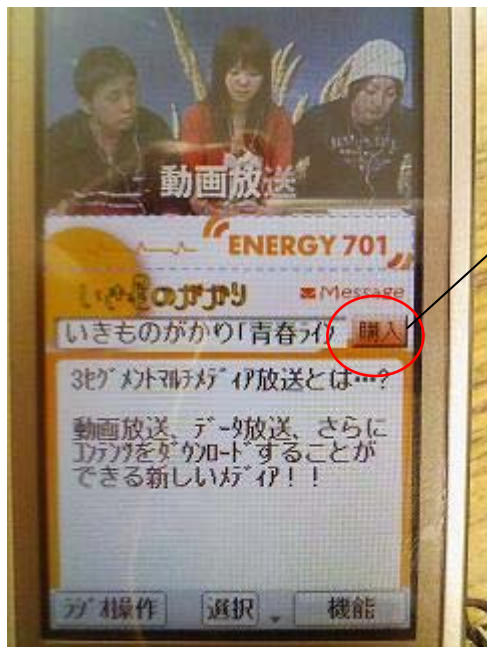 動画放送
ENERGY 701
いきものがかり
Message
いきものがかり「青春ライン
購入
3ｾｸﾞﾒﾝﾄﾏﾙﾁﾒﾃﾞｨｱ放送とは…?
動画放送、ﾃﾞｰﾀ放送、さらに
ｺﾝﾃﾝﾂをﾀﾞｳﾝﾛｰﾄﾞすることが
できる新しいﾒﾃﾞｨｱ！！
ﾗｼﾞｵ操作
選択
機能